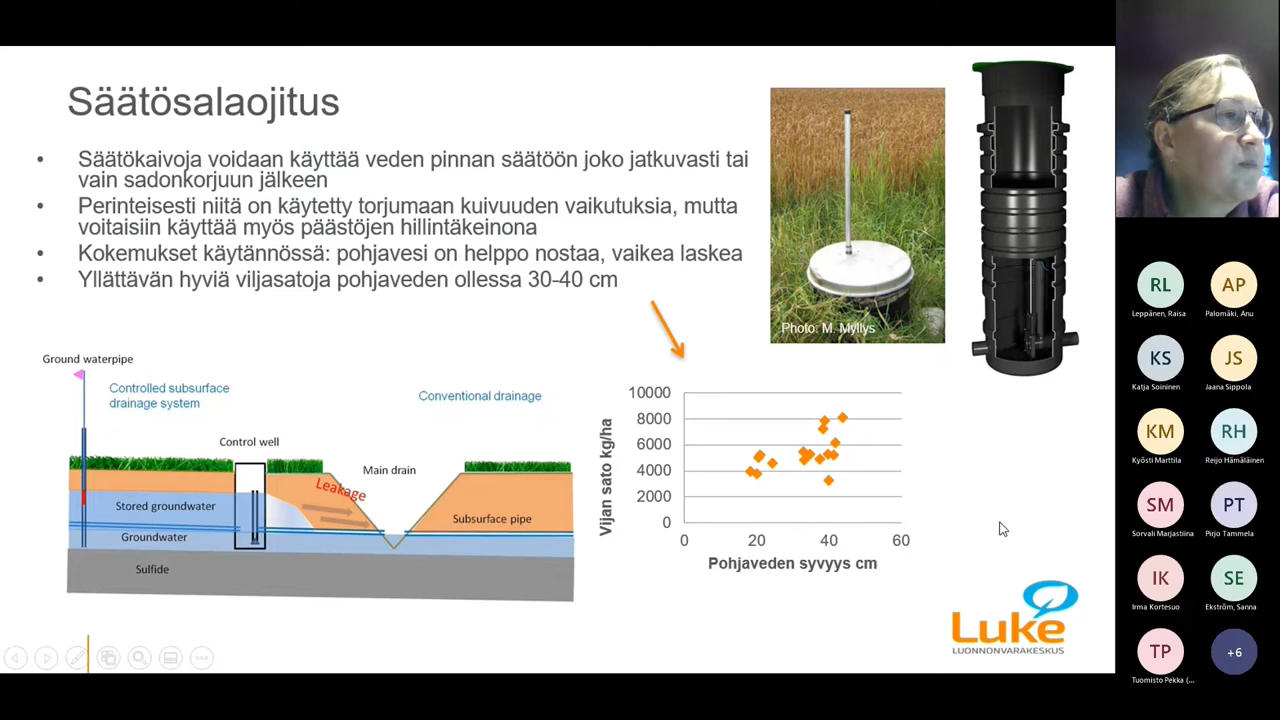 Säätösalaojitus
• Säätökaivoja voidaan käyttää veden pinnan säätöön joko jatkuvasti tai
vain sadonkorjuun jälkeen
• Perinteisesti niitä on käytetty torjumaan kuivuuden vaikutuksia, mutta
voitaisiin käyttää myös päästöjen hillintäkeinona
• Kokemukset käytännössä: pohjavesi on helppo nostaa, vaikea laskea
• Yllättävän hyviä viljasatoja pohjaveden ollessa 30-40 cm
Photo: M. Myllys
Ground waterpipe
Controlled subsurface
drainage system
Conventional drainage
Control well
Main drain
Leakage
Stored groundwater
Subsurface pipe
Groundwater
Sulfide
Vijan sato kg/ha
10000
8000
6000
4000
2000
0
0 20 40 60
Pohjaveden syvyys cm
Luke
LUONNONVARAKESKUS
RL AP
Leppänen, Raisa Palomäki, Anu
KS JS
Katja Soininen Jaana Sippola
KM RH
Kyösti Marttila Reijo Hämäläinen
SM PT
Sorvali Marjastiina Pirjo Tammela
IK SE
Irma Kortesuo Ekström, Sanna
TP +6
Tuomisto Pekka (...